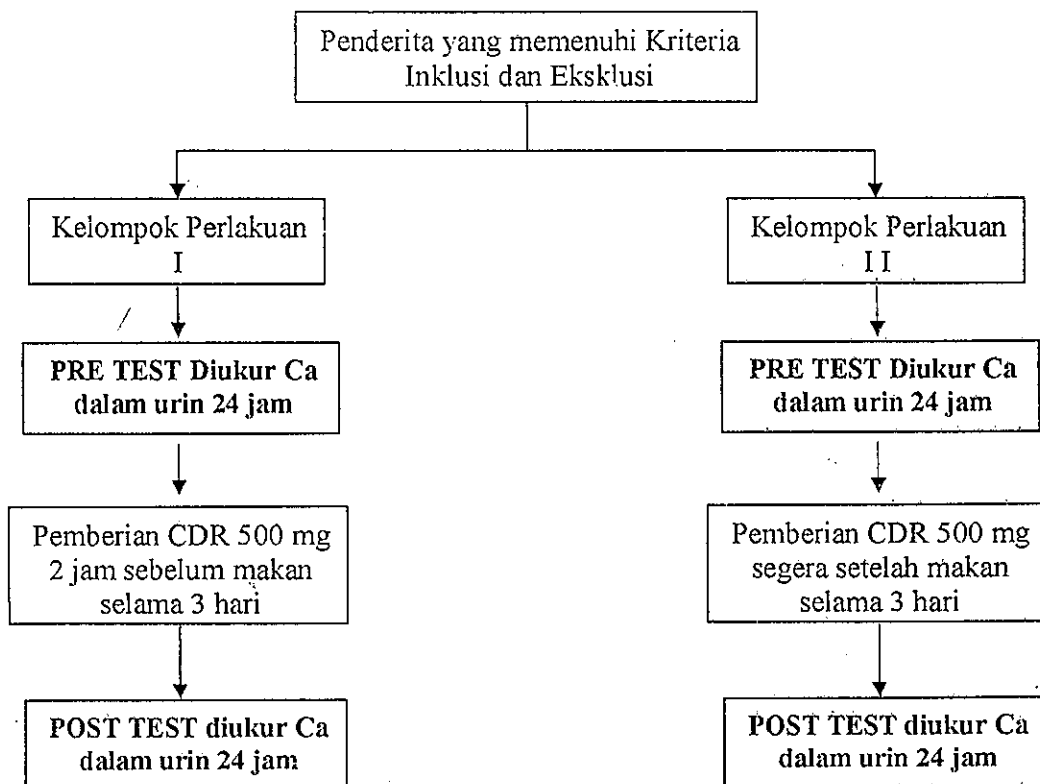 Penderita yang memenuhi Kriteria
Inklusi dan Eksklusi
Kelompok Perlakuan
I
Kelompok Perlakuan
I I
PRE TEST Diukur Ca
dalam urin 24 jam
PRE TEST Diukur Ca
dalam urin 24 jam
Pemberian CDR 500 mg
2 jam sebelum makan
selama 3 hari
Pemberian CDR 500 mg
segera setelah makan
selama 3 hari
POST TEST diukur Ca
dalam urin 24 jam
POST TEST diukur Ca
dalam urin 24 jam